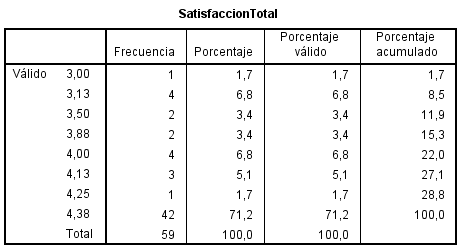 SatisfaccionTotal
Frecuencia Porcentaje Porcentaje válido Porcentaje acumulado
Válido 3,00 1 1,7 1,7 1,7
3,13 4 6,8 6,8 8,5
3,50 2 3,4 3,4 11,9
3,88 2 3,4 3,4 15,3
4,00 4 6,8 6,8 22,0
4,13 3 5,1 5,1 27,1
4,25 1 1,7 1,7 28,8
4,38 42 71,2 71,2 100,0
Total 59 100,0 100,0